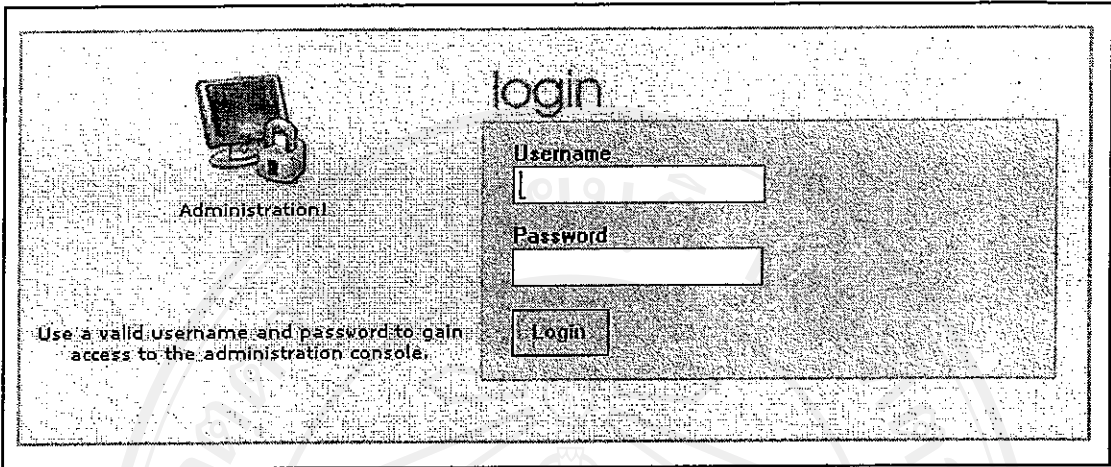 login
Username
Password
Login
Administration!
Use a valid username and password to gain
access to the administration console.